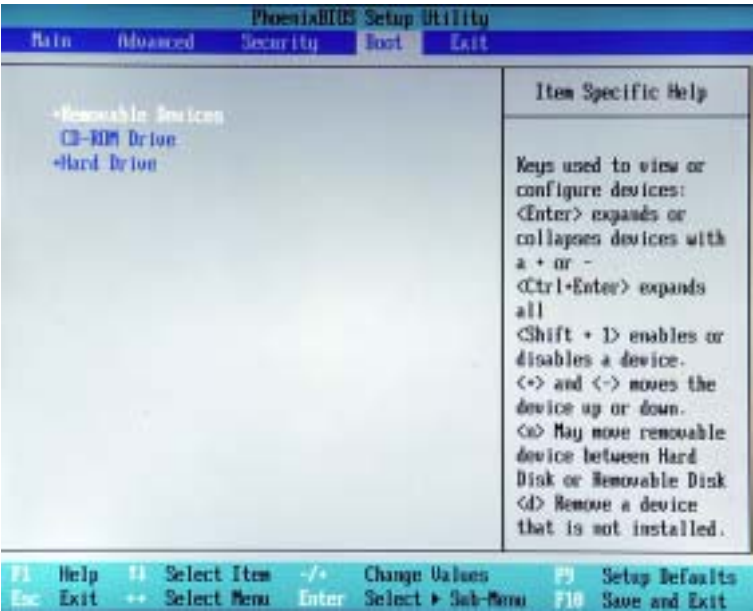 PhoenixBIOS Setup Utility
Main Advanced Security Boot Exit
+Removable Devices
CD-ROM Drive
+Hard Drive
Item Specific Help
Keys used to view or
configure devices:
<Enter> expands or
collapses devices with
a + or -
<Ctrl+Enter> expands
all
<Shift + 1> enables or
disables a device.
<+> and <-> moves the
device up or down.
<n> May move removable
device between Hard
Disk or Removable Disk
<d> Remove a device
that is not installed.
F1 Help ↑↓ Select Item -/+ Change Values F9 Setup Defaults
Esc Exit ↔ Select Menu Enter Select ▶ Sub-Menu F10 Save and Exit